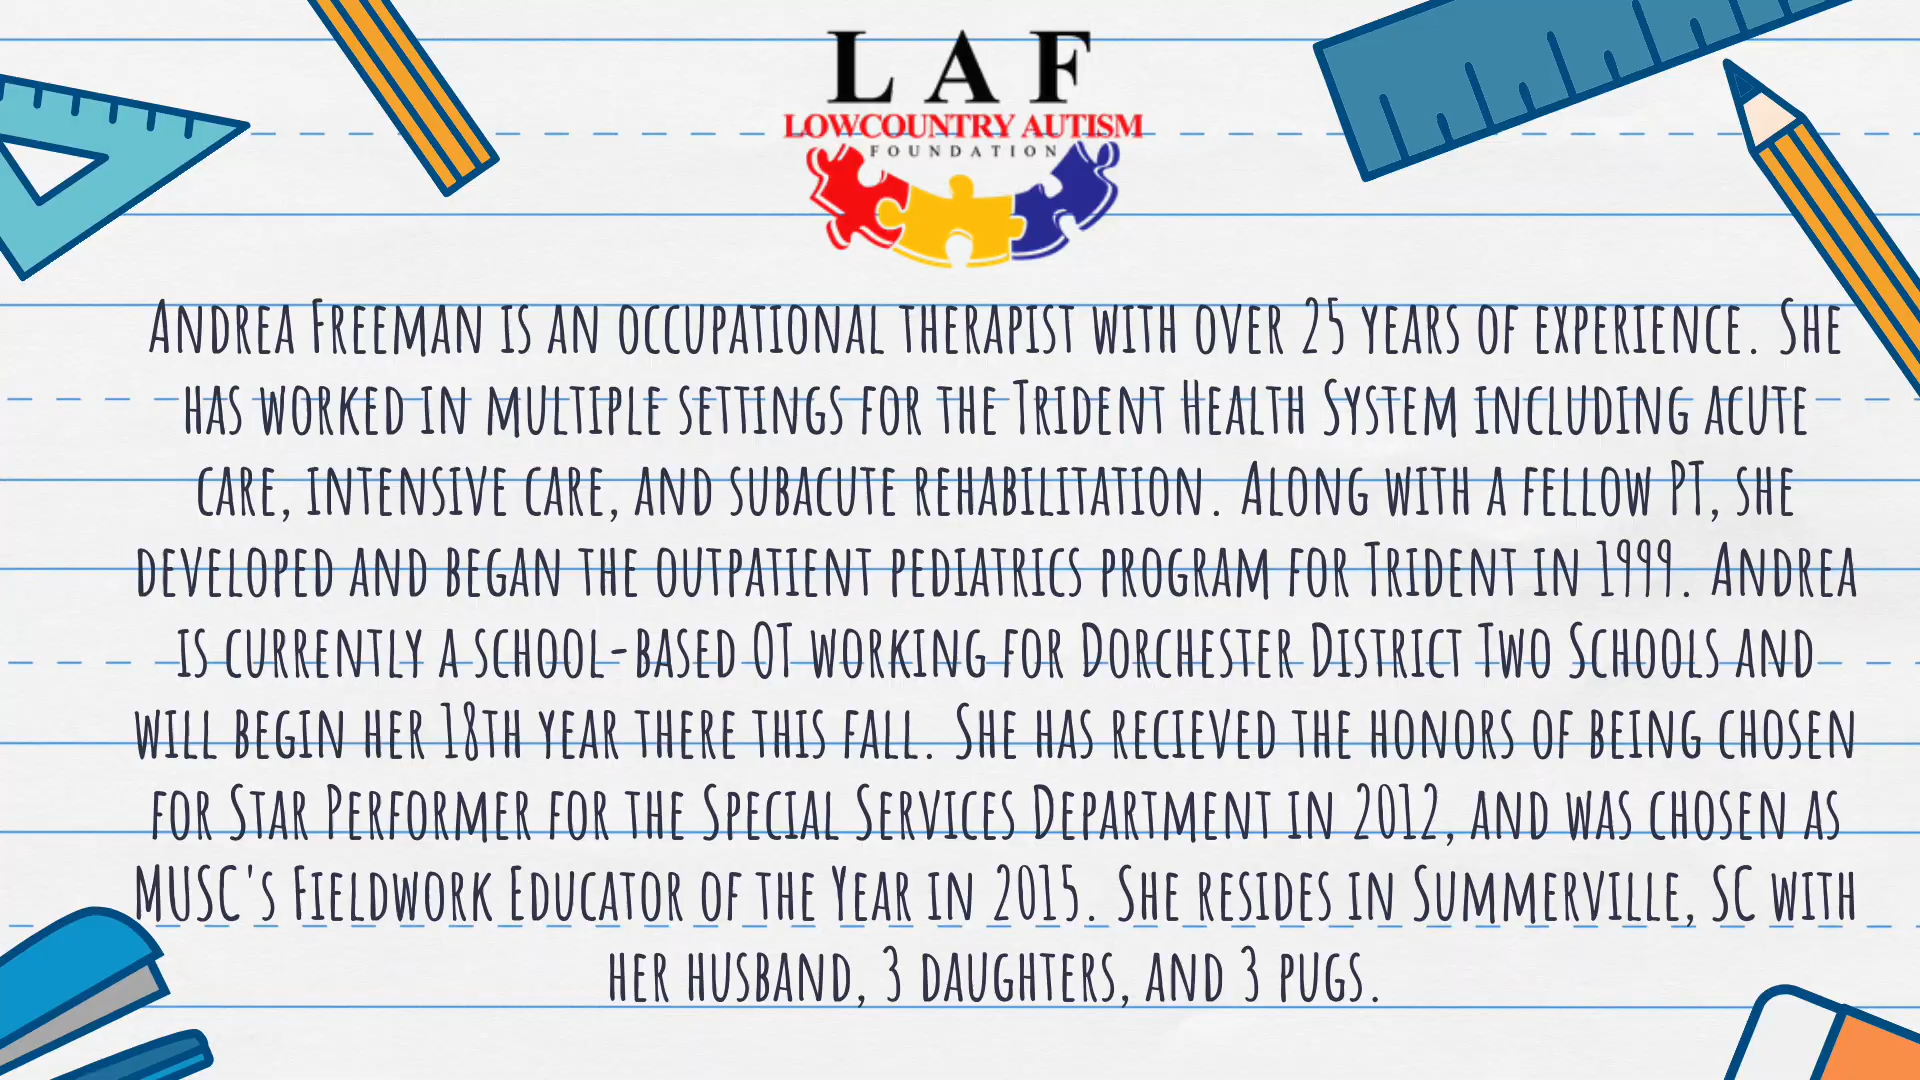 LAF
LOWCOUNTRY AUTISM
FOUNDATION
Andrea Freeman is an occupational therapist with over 25 years of experience. She
has worked in multiple settings for the Trident Health System including acute
care, intensive care, and subacute rehabilitation. Along with a fellow PT, she
developed and began the outpatient pediatrics program for Trident in 1999. Andrea
is currently a school-based OT working for Dorchester District Two Schools and
will begin her 18th year there this fall. She has recieved the honors of being chosen
for Star Performer for the Special Services Department in 2012, and was chosen as
MUSC's Fieldwork Educator of the Year in 2015. She resides in Summerville, SC with
her husband, 3 daughters, and 3 pugs.